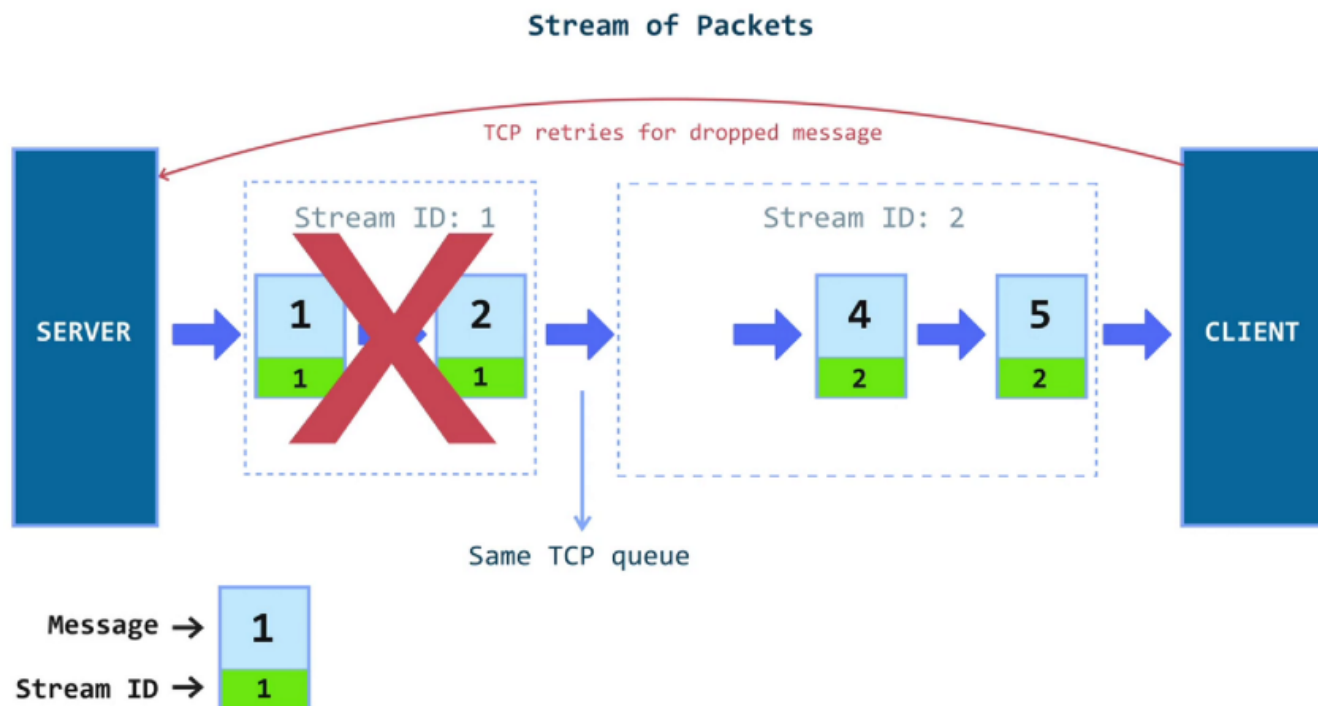 Stream of Packets
TCP retries for dropped message
Stream ID: 1
Stream ID: 2
SERVER
1
2
4
5
CLIENT
1
1
2
2
Same TCP queue
Message → 1
Stream ID → 1